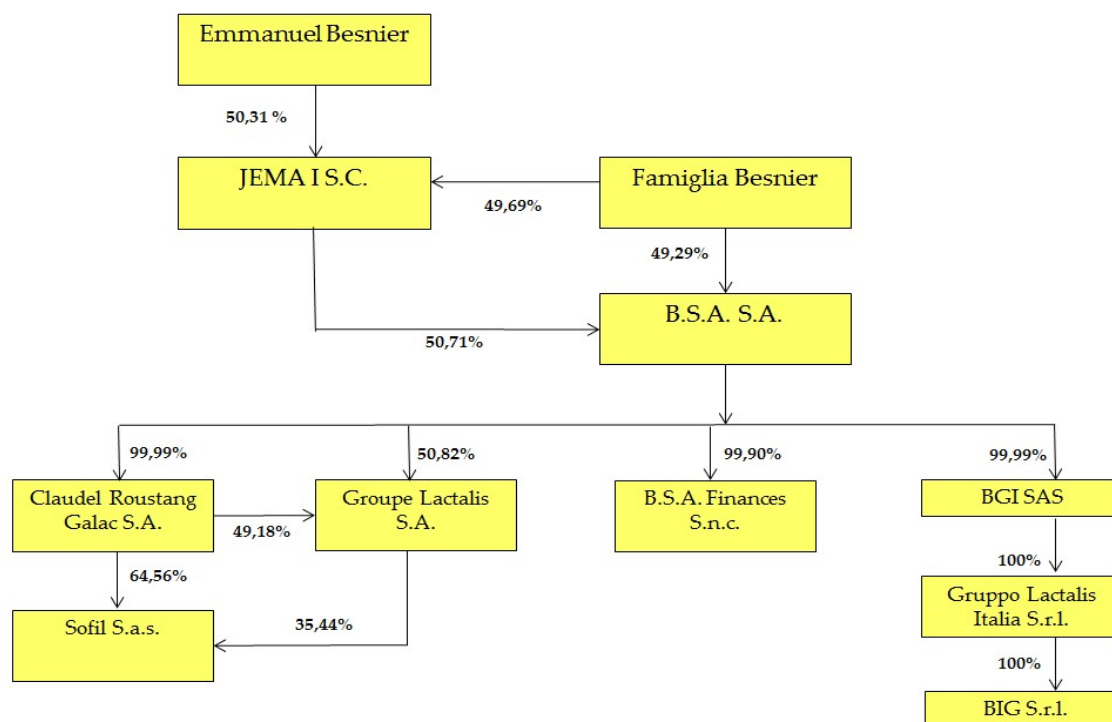 Emmanuel Besnier
50,31 %
JEMA I S.C.
Famiglia Besnier
49,69%
49,29%
B.S.A. S.A.
50,71%
99,99%
50,82%
99,90%
99,99%
Claudel Roustang
Galac S.A.
Groupe Lactalis
S.A.
B.S.A. Finances
S.n.c.
BGI SAS
49,18%
100%
64,56%
Gruppo Lactalis
Italia S.r.l.
Sofil S.a.s.
35,44%
100%
BIG S.r.l.